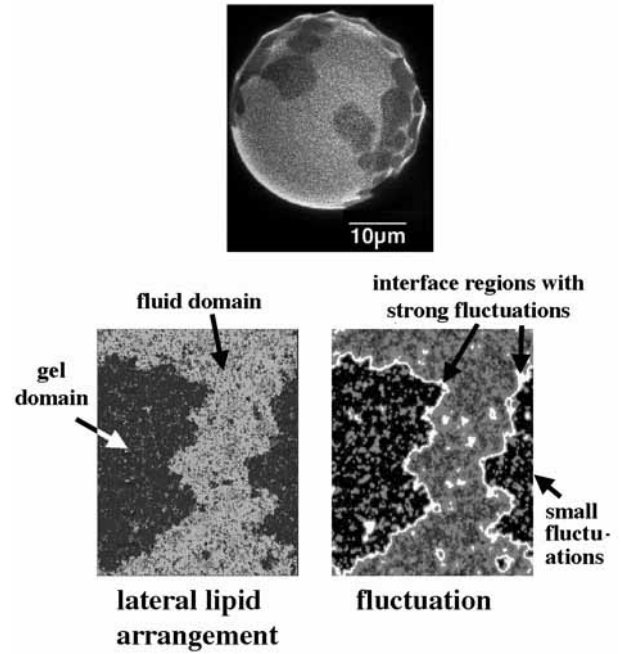 10μm
interface regions with
strong fluctuations
fluid domain
gel
domain
small
fluctu-
ations
lateral lipid
arrangement
fluctuation